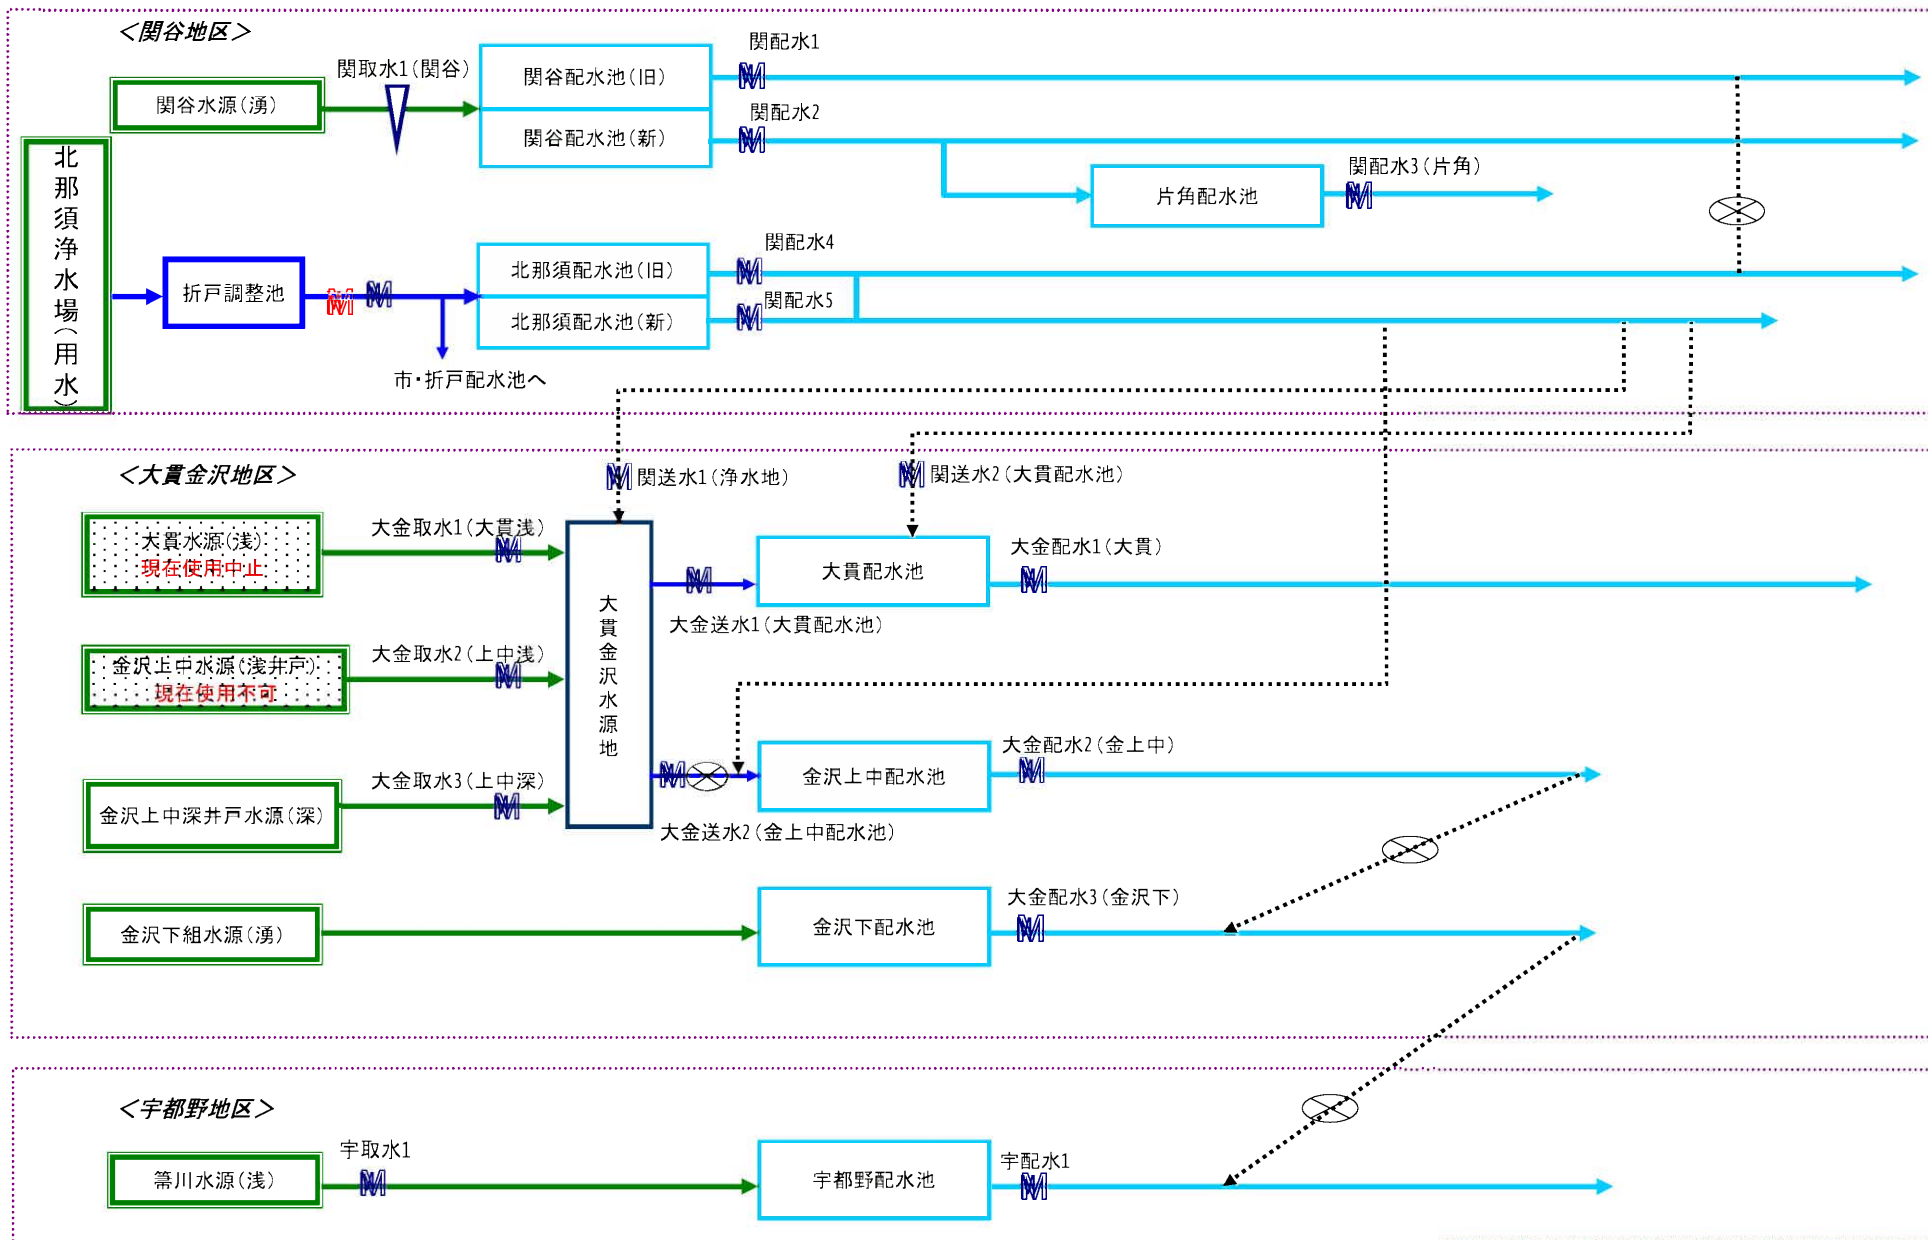 ＜関谷地区＞
関配水1
関取水1（関谷）
関谷配水池（旧）
関谷水源（湧）
関配水2
関谷配水池（新）
関配水3（片角）
片角配水池
北那須浄水場（用水）
関配水4
北那須配水池（旧）
折戸調整池
関配水5
北那須配水池（新）
市・折戸配水池へ
＜大貫金沢地区＞
関送水1（浄水地）
関送水2（大貫配水池）
大金取水1（大貫浅）
大貫水源（浅）
現在使用中止
大金配水1（大貫）
大貫配水池
大貫金沢水源地
大金送水1（大貫配水池）
大金取水2（上中浅）
金沢上中水源（浅井戸）
現在使用不可
大金配水2（金上中）
金沢上中配水池
大金取水3（上中深）
金沢上中深井戸水源（深）
大金送水2（金上中配水池）
大金配水3（金沢下）
金沢下配水池
金沢下組水源（湧）
＜宇都野地区＞
宇取水1
宇配水1
箒川水源（浅）
宇都野配水池